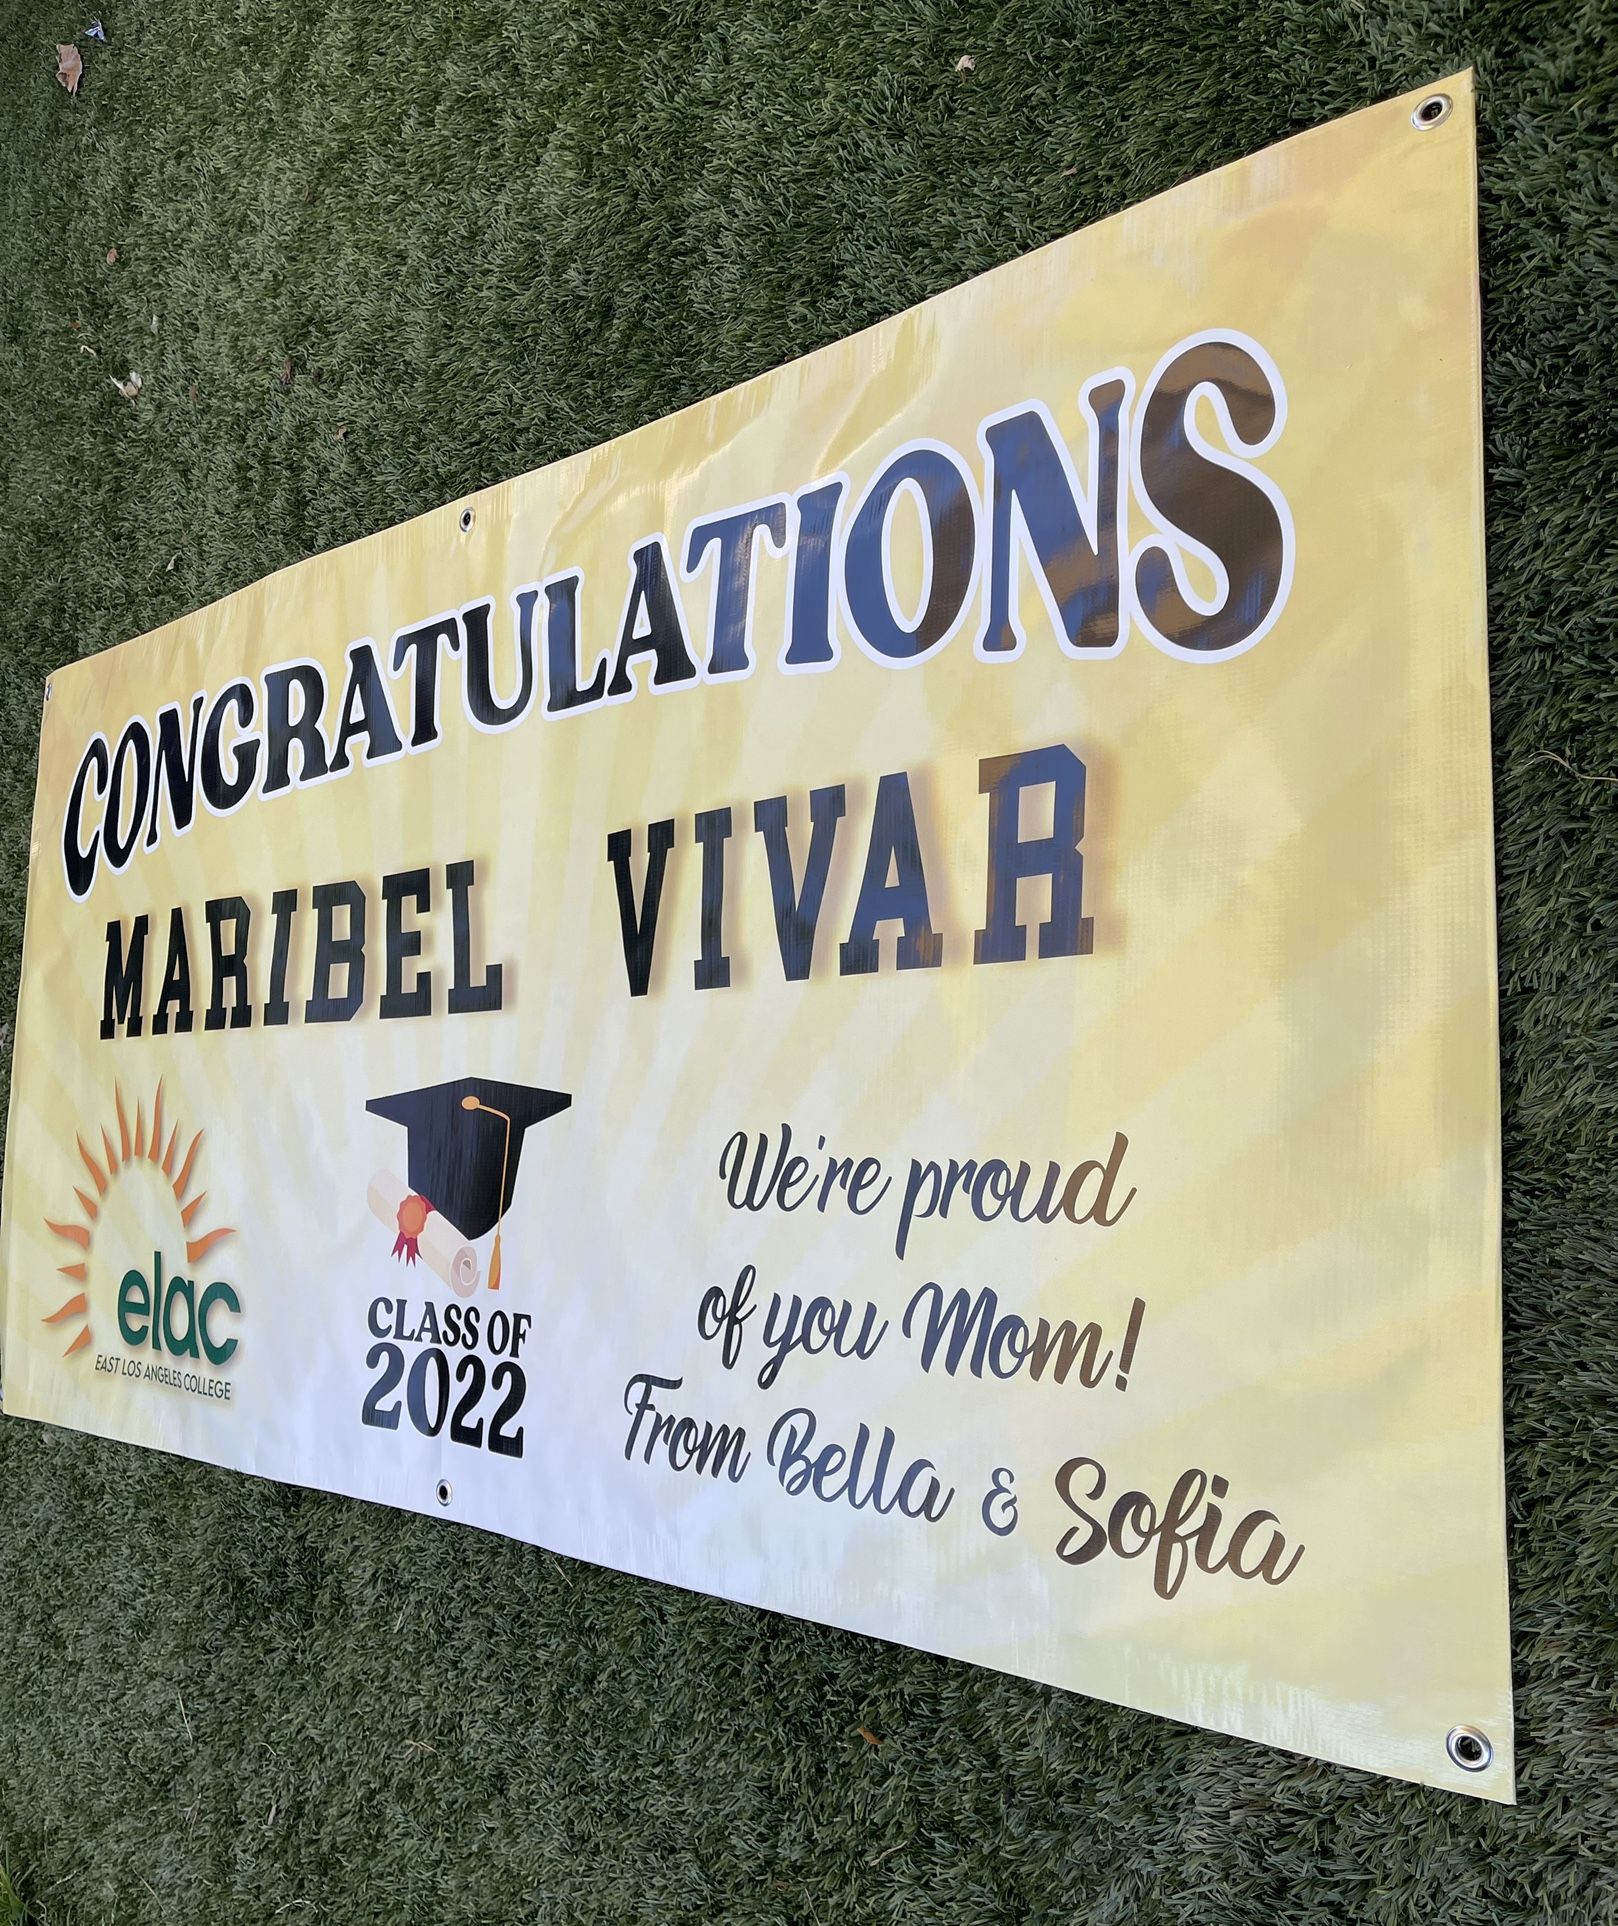 CONGRATULATIONS
MARIBEL VIVAR
elac
EAST LOS ANGELES COLLEGE
CLASS OF
2022
We're proud
of you Mom!
From Bella & Sofia